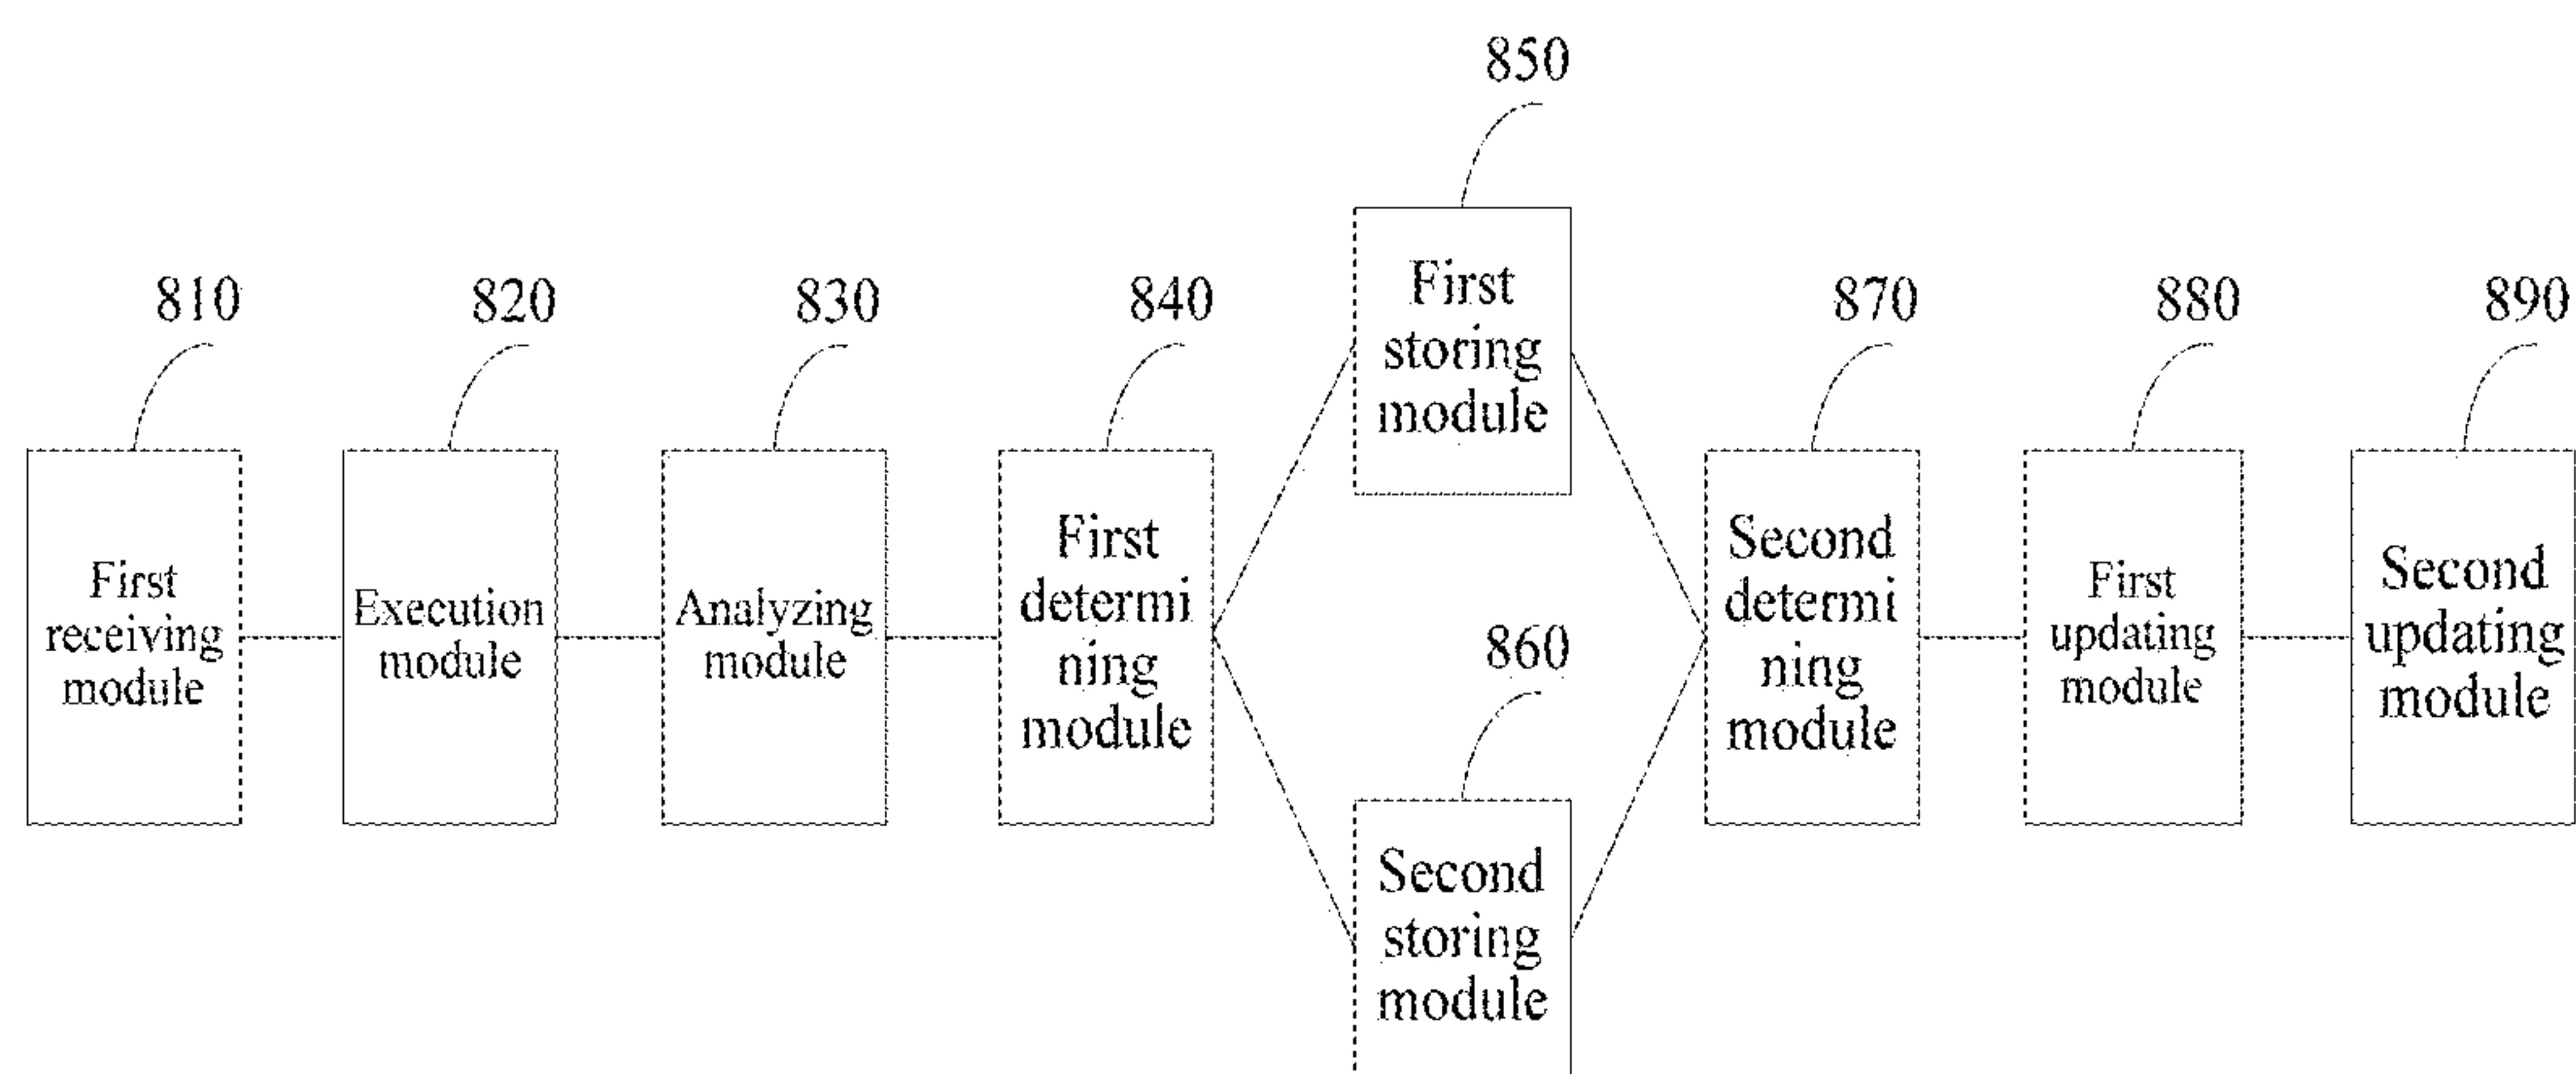 850
810
820
830
840
870
880
890
First
storing
module
First
receiving
module
Execution
module
Analyzing
module
First
determi
ning
module
Second
determi
ning
module
First
updating
module
Second
updating
module
860
Second
storing
module